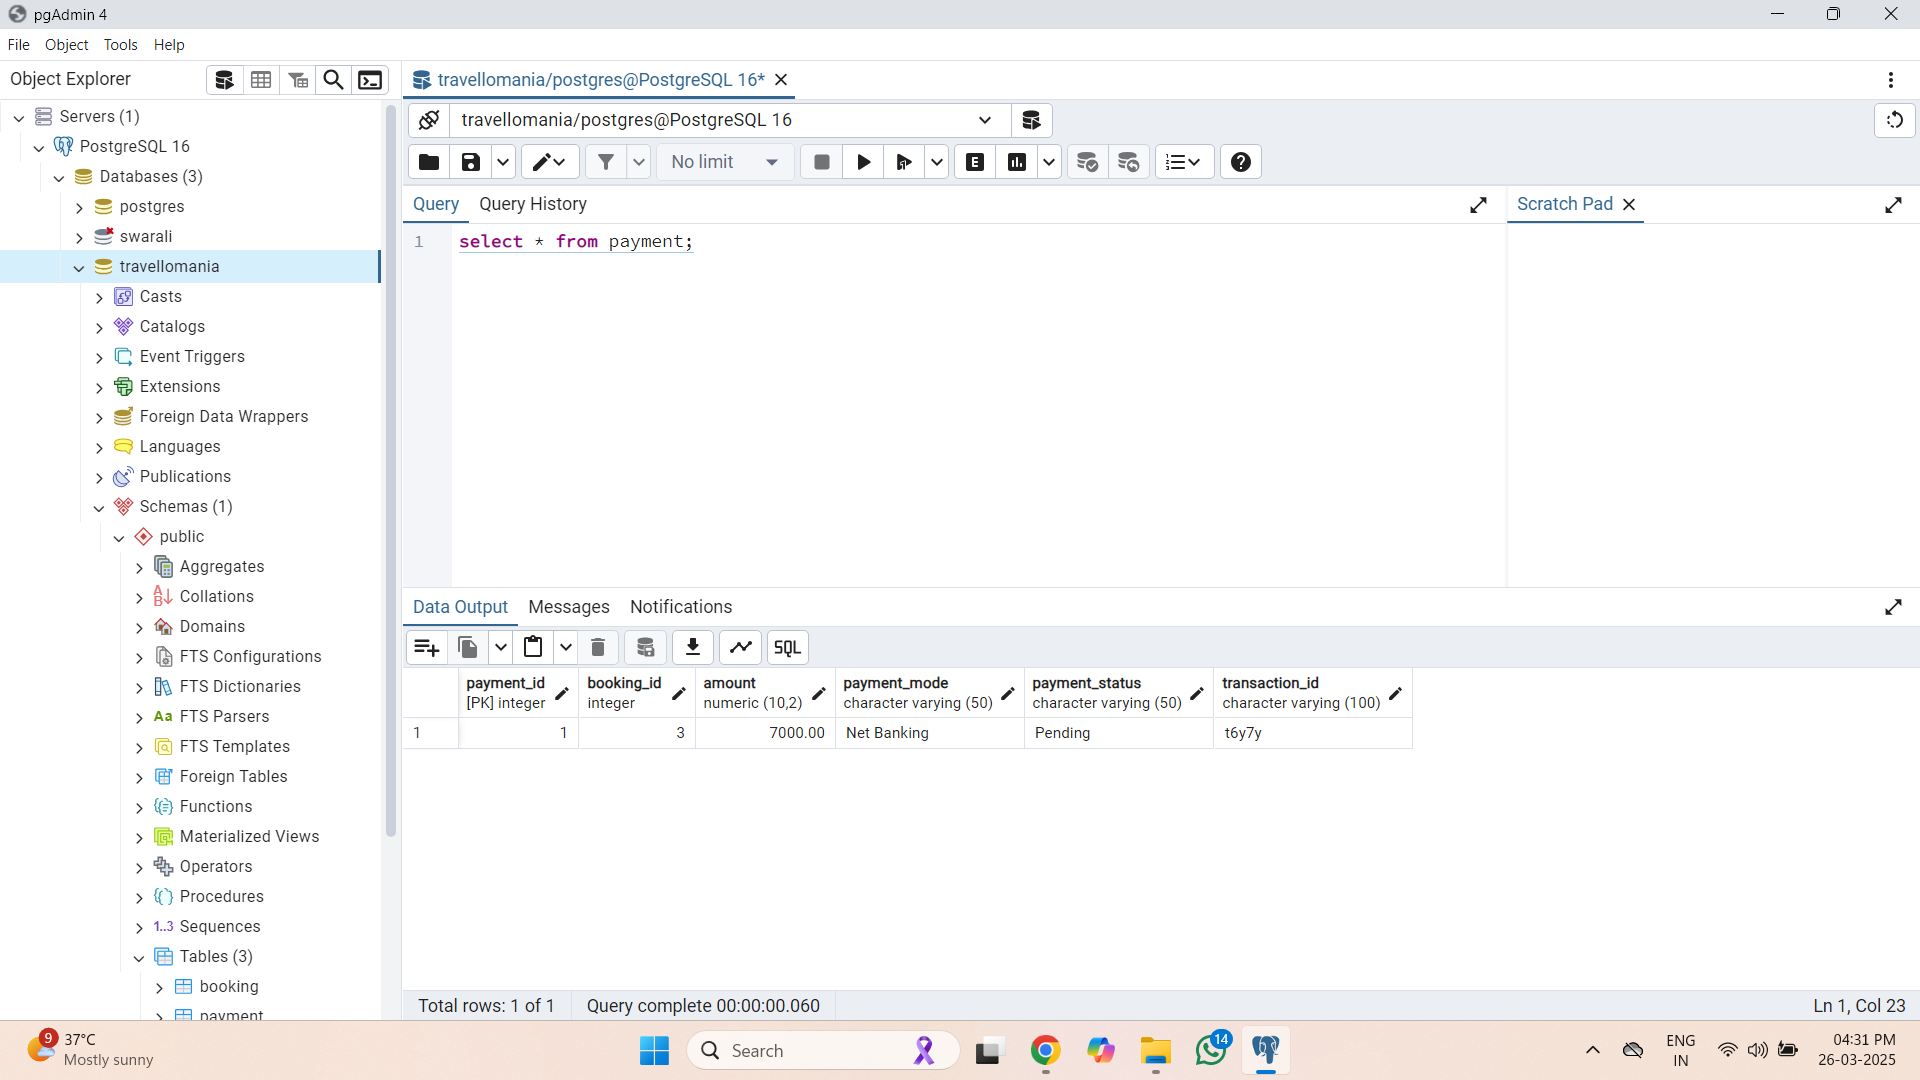 pgAdmin 4
File Object Tools Help
Object Explorer
travellomania/postgres@PostgreSQL 16*
Servers (1)
PostgreSQL 16
Databases (3)
postgres
swarali
travellomania
Casts
Catalogs
Event Triggers
Extensions
Foreign Data Wrappers
Languages
Publications
Schemas (1)
public
Aggregates
Collations
Domains
FTS Configurations
FTS Dictionaries
Aa FTS Parsers
FTS Templates
Foreign Tables
Functions
Materialized Views
Operators
Procedures
1..3 Sequences
Tables (3)
booking
payment
travellomania/postgres@PostgreSQL 16
No limit
E
Query Query History
Scratch Pad
1 select * from payment;
Data Output Messages Notifications
SQL
payment_id booking_id amount payment_mode payment_status transaction_id
[PK] integer integer numeric (10,2) character varying (50) character varying (50) character varying (100)
1 1 3 7000.00 Net Banking Pending t6y7y
Total rows: 1 of 1 Query complete 00:00:00.060 Ln 1, Col 23
9
37°C
Mostly sunny
Search
14
ENG
IN
04:31 PM
26-03-2025